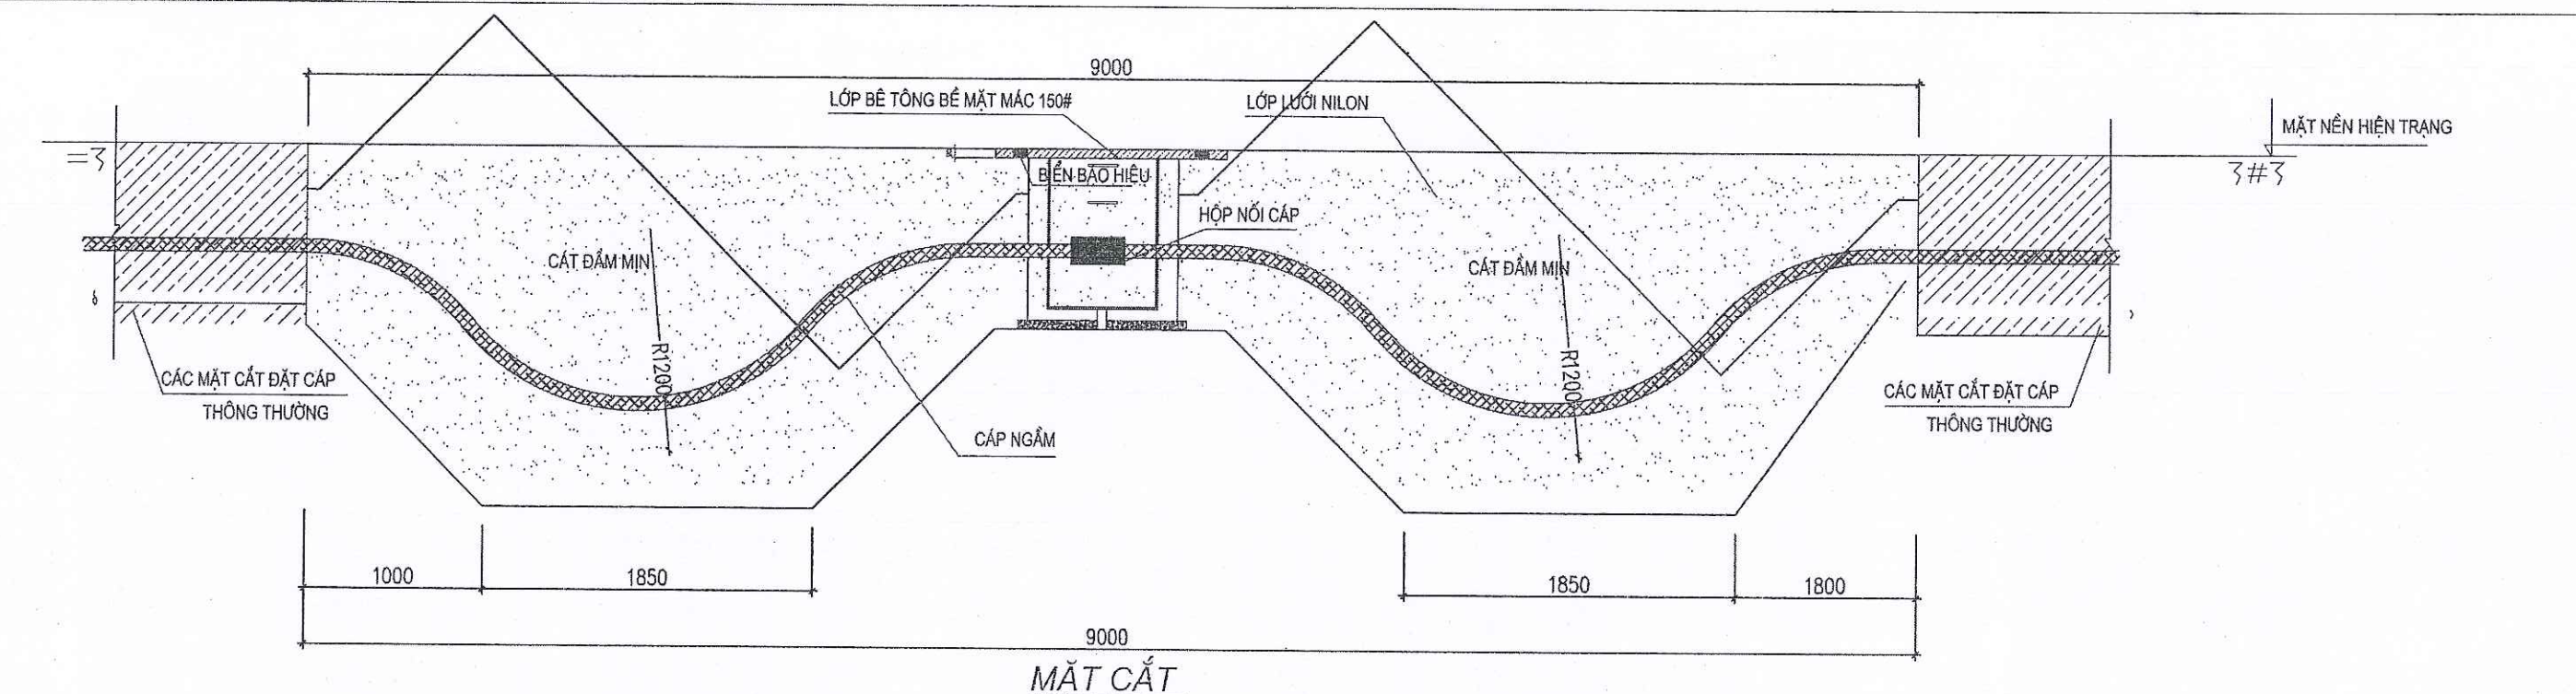 9000
LỚP BÊ TÔNG BỀ MẶT MÁC 150#
LỚP LƯỚI NILON
MẶT NỀN HIỆN TRẠNG
BIỂN BÁO HIỆU
HỘP NỐI CÁP
CÁT ĐẦM MỊN
CÁT ĐẦM MỊN
R1200
R1200
CÁC MẶT CẮT ĐẶT CÁP
THÔNG THƯỜNG
CÁP NGẦM
CÁC MẶT CẮT ĐẶT CÁP
THÔNG THƯỜNG
1000
1850
1850
1800
9000
MẶT CẮT